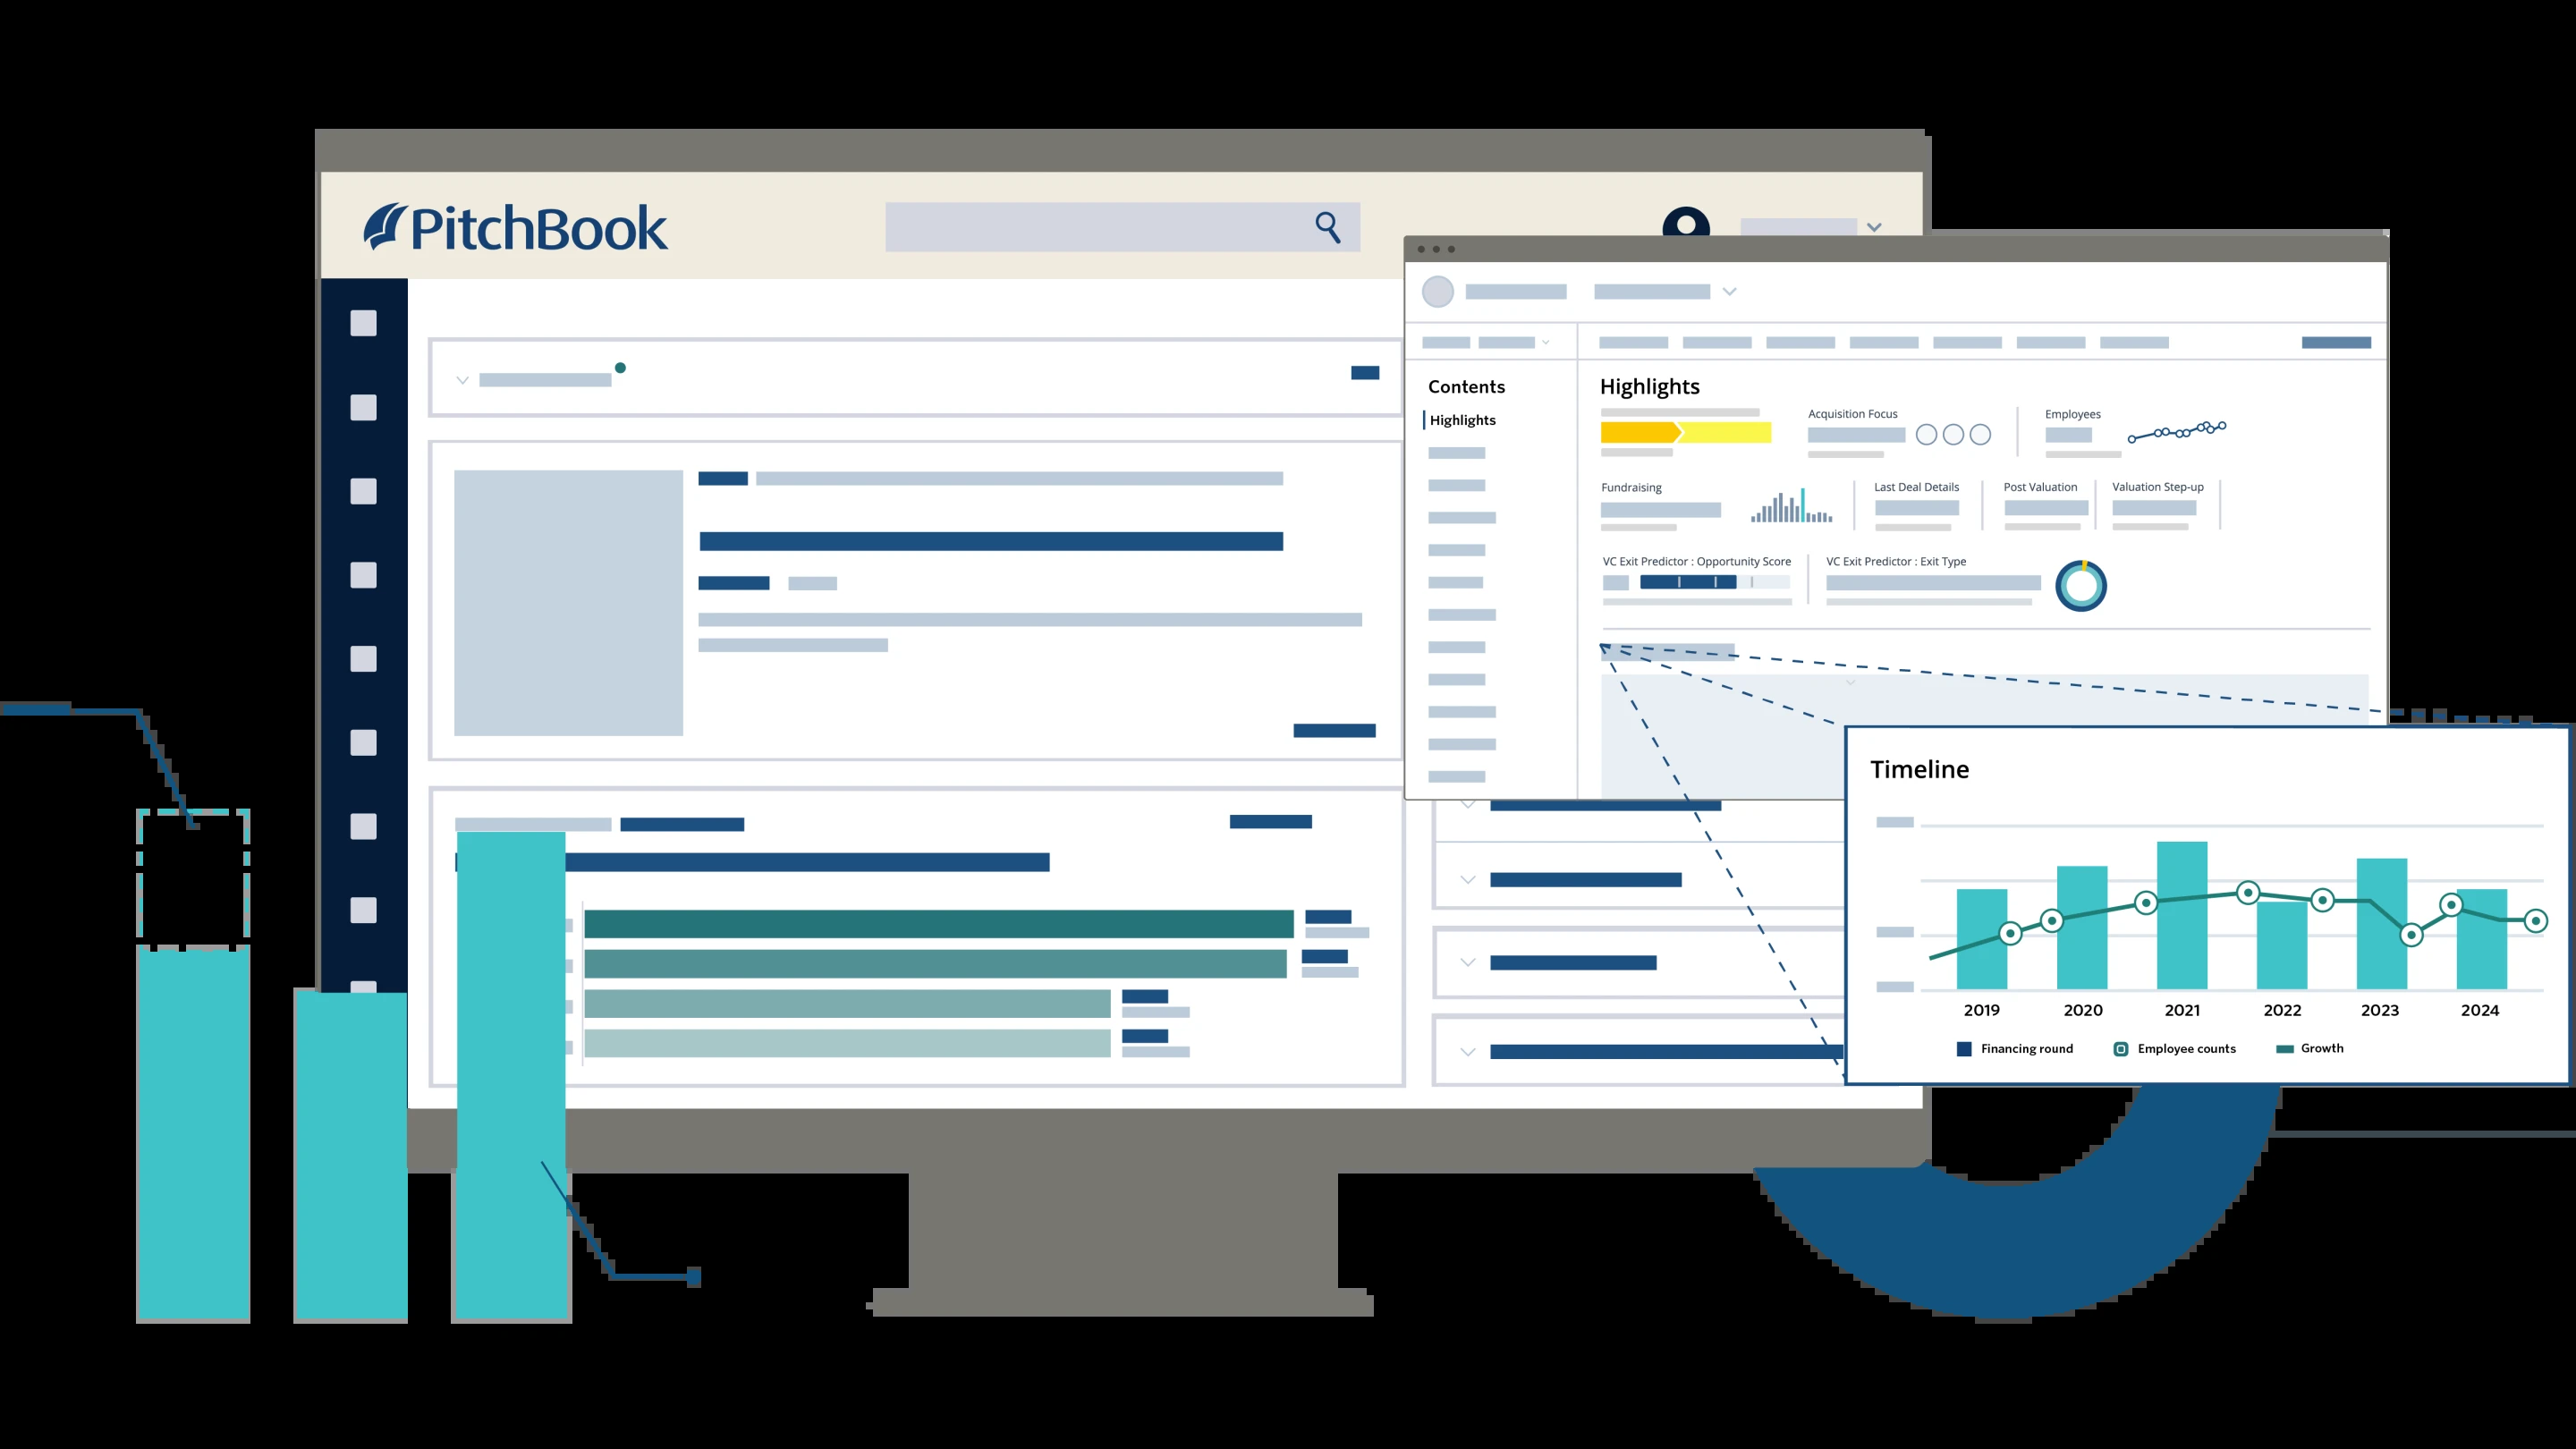 PitchBook
Contents
Highlights
Highlights
Acquisition Focus
Employees
Fundraising
Last Deal Details
Post Valuation
Valuation Step-up
VC Exit Predictor : Opportunity Score
VC Exit Predictor : Exit Type
Timeline
2019 2020 2021 2022 2023 2024
Financing round Employee counts Growth